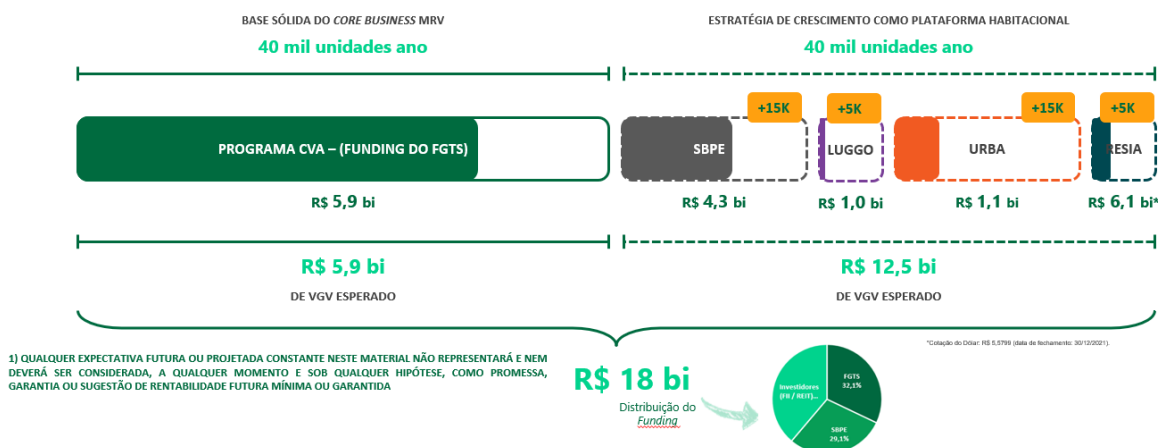 BASE SÓLIDA DO CORE BUSINESS MRV
40 mil unidades ano
ESTRATÉGIA DE CRESCIMENTO COMO PLATAFORMA HABITACIONAL
40 mil unidades ano
+15K
+5K
+15K
+5K
PROGRAMA CVA – (FUNDING DO FGTS)
SBPE
LUGGO
URBA
RESIA
R$ 5,9 bi
R$ 4,3 bi
R$ 1,0 bi
R$ 1,1 bi
R$ 6,1 bi*
R$ 5,9 bi
DE VGV ESPERADO
R$ 12,5 bi
DE VGV ESPERADO
*Cotação do Dólar: R$ 5,5799 (data de fechamento: 30/12/2021).
1) QUALQUER EXPECTATIVA FUTURA OU PROJETADA CONSTANTE NESTE MATERIAL NÃO REPRESENTARÁ E NEM
DEVERÁ SER CONSIDERADA, A QUALQUER MOMENTO E SOB QUALQUER HIPÓTESE, COMO PROMESSA,
GARANTIA OU SUGESTÃO DE RENTABILIDADE FUTURA MÍNIMA OU GARANTIDA
R$ 18 bi
Distribuição do
Funding
Investidores
(FII / REIT)...
FGTS
32,1%
SBPE
29,1%